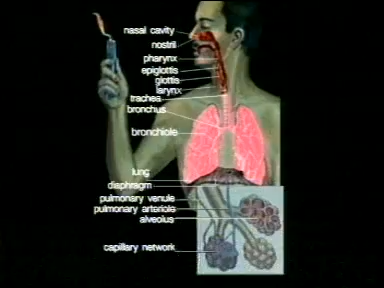 nasal cavity
nostril
pharynx
epiglottis
glottis
larynx
trachea
bronchus
bronchiole
lung
diaphragm
pulmonary venule
pulmonary arteriole
alveolus
capillary network